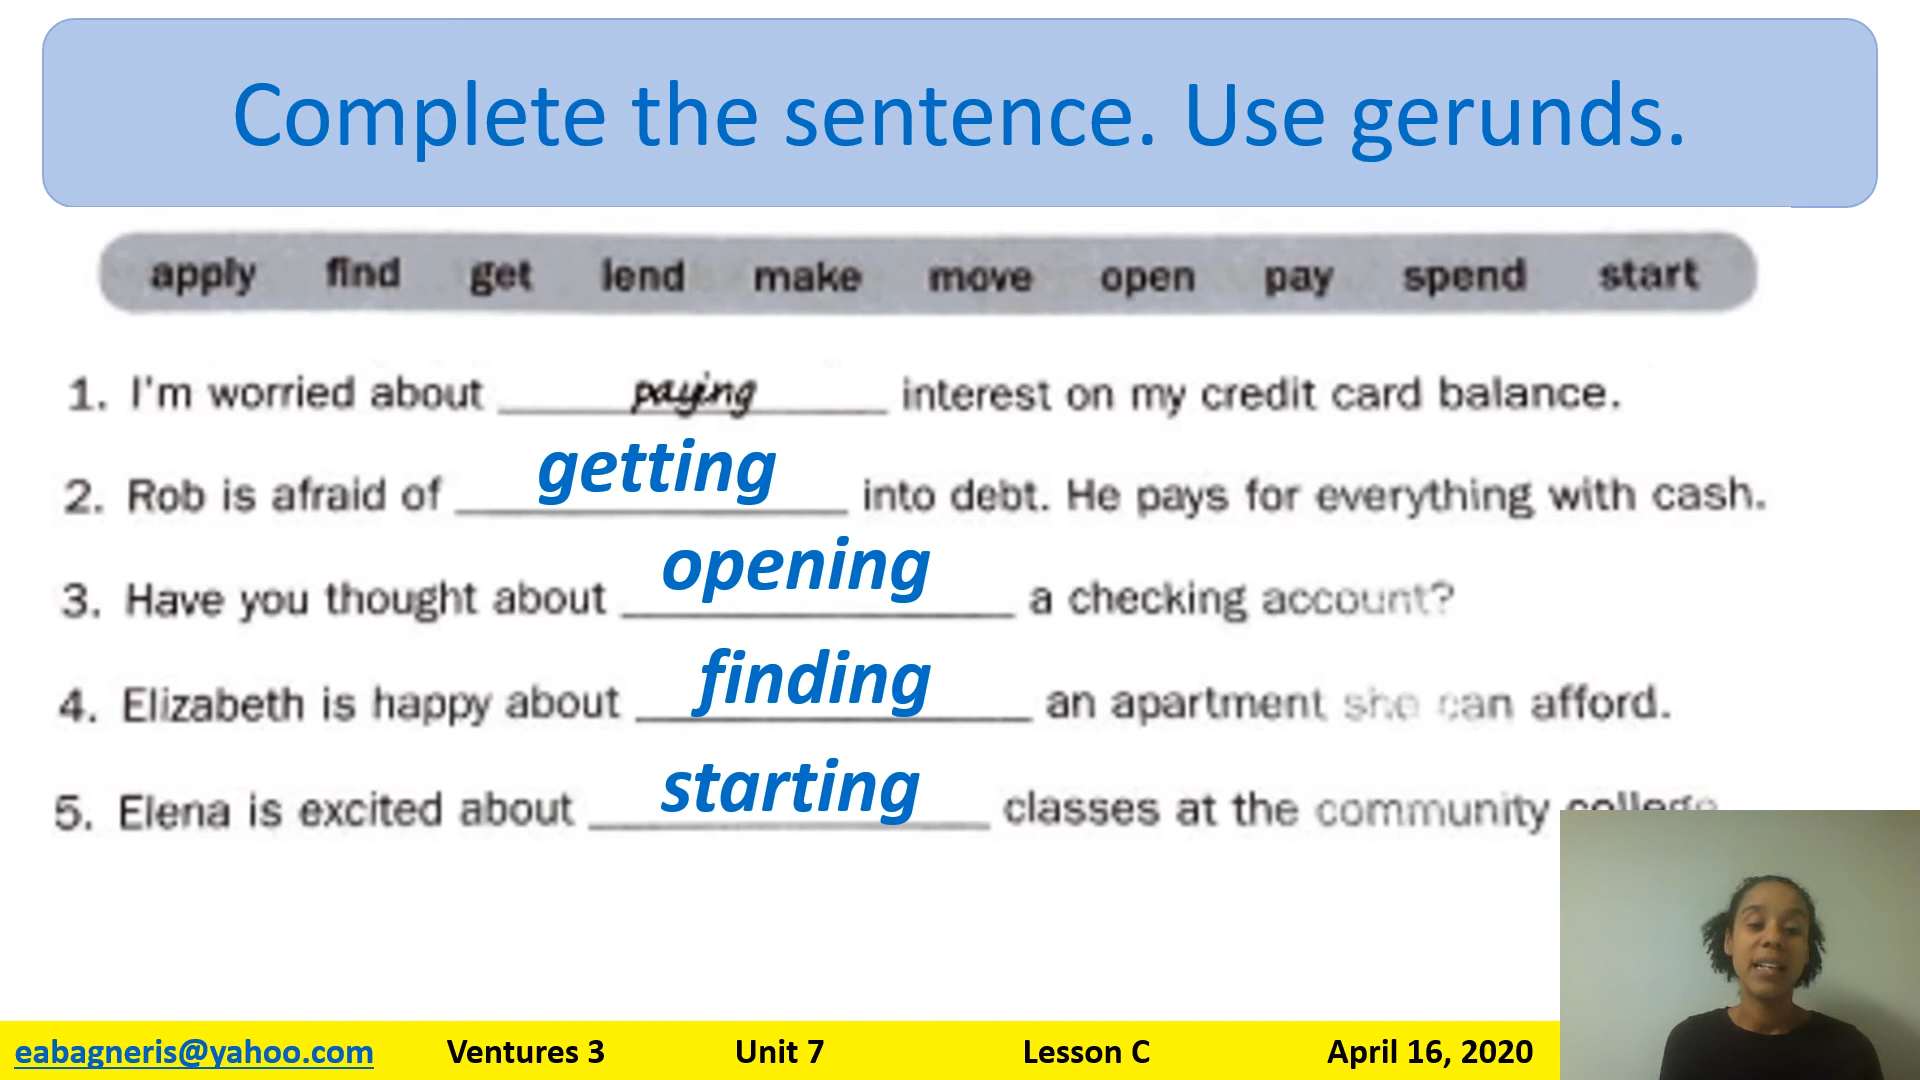 Complete the sentence. Use gerunds.
apply find get lend make move open pay spend start
1. I'm worried about paying interest on my credit card balance.
2. Rob is afraid of getting into debt. He pays for everything with cash.
3. Have you thought about opening a checking account?
4. Elizabeth is happy about finding an apartment she can afford.
5. Elena is excited about starting classes at the community college
eabagneris@yahoo.com Ventures 3 Unit 7 Lesson C April 16, 2020